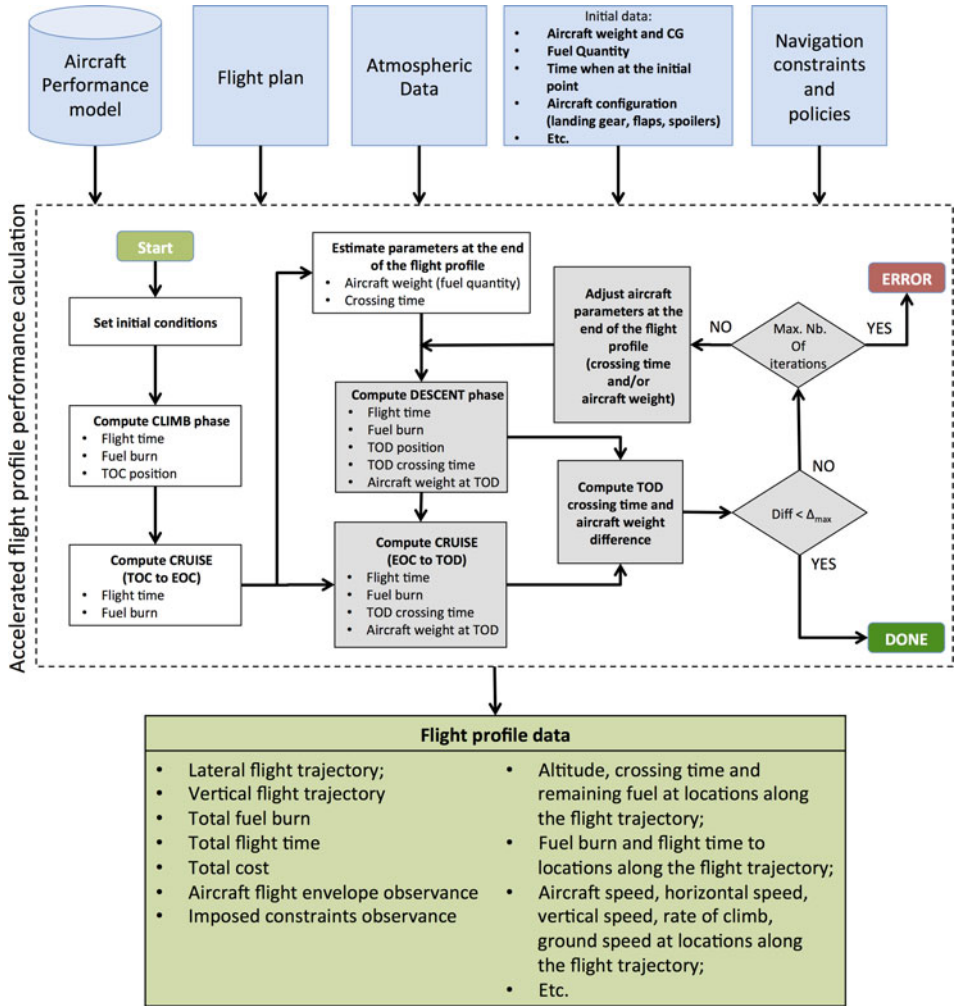 Aircraft
Performance
model
Flight plan
Atmospheric
Data
Initial data:
• Aircraft weight and CG
• Fuel Quantity
• Time when at the initial
point
• Aircraft configuration
(landing gear, flaps, spoilers)
• Etc.
Navigation
constraints
and
policies
Accelerated flight profile performance calculation
Start
Set initial conditions
Compute CLIMB phase
• Flight time
• Fuel burn
• TOC position
Compute CRUISE
(TOC to EOC)
• Flight time
• Fuel burn
Estimate parameters at the end
of the flight profile
• Aircraft weight (fuel quantity)
• Crossing time
Compute DESCENT phase
• Flight time
• Fuel burn
• TOD position
• TOD crossing time
• Aircraft weight at TOD
Compute CRUISE
(EOC to TOD)
• Flight time
• Fuel burn
• TOD crossing time
• Aircraft weight at TOD
Adjust aircraft
parameters at the
end of the flight
profile
(crossing time
and/or
aircraft weight)
Compute TOD
crossing time and
aircraft weight
difference
NO
Max. Nb.
Of
iterations
YES
ERROR
NO
Diff < Δmax
YES
DONE
Flight profile data
• Lateral flight trajectory;
• Vertical flight trajectory
• Total fuel burn
• Total flight time
• Total cost
• Aircraft flight envelope observance
• Imposed constraints observance
• Altitude, crossing time and
remaining fuel at locations along
the flight trajectory;
• Fuel burn and flight time to
locations along the flight trajectory;
• Aircraft speed, horizontal speed,
vertical speed, rate of climb,
ground speed at locations along
the flight trajectory;
• Etc.